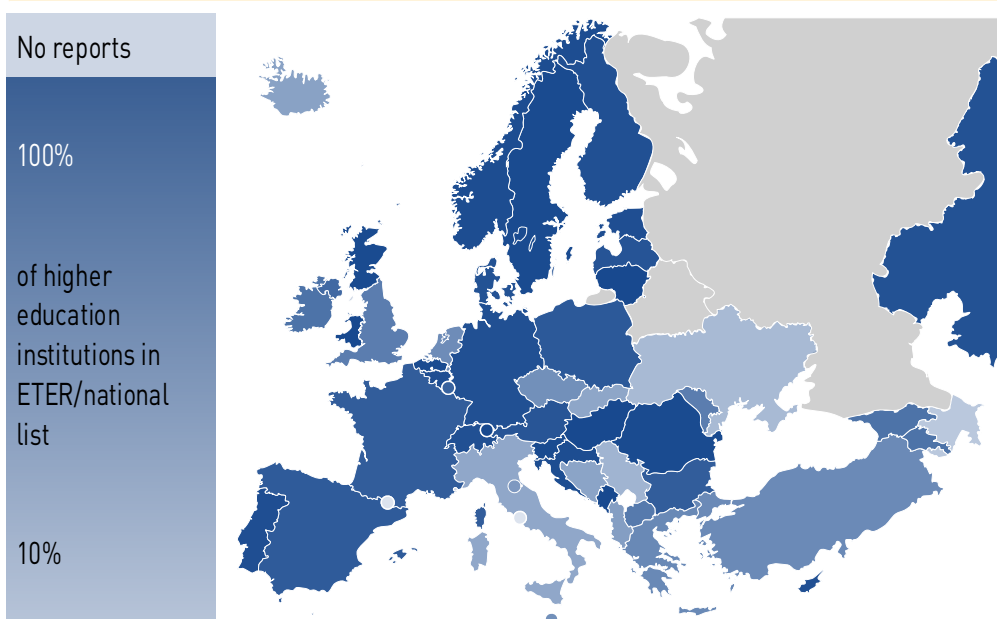 No reports
100%
of higher
education
institutions in
ETER/national
list
10%